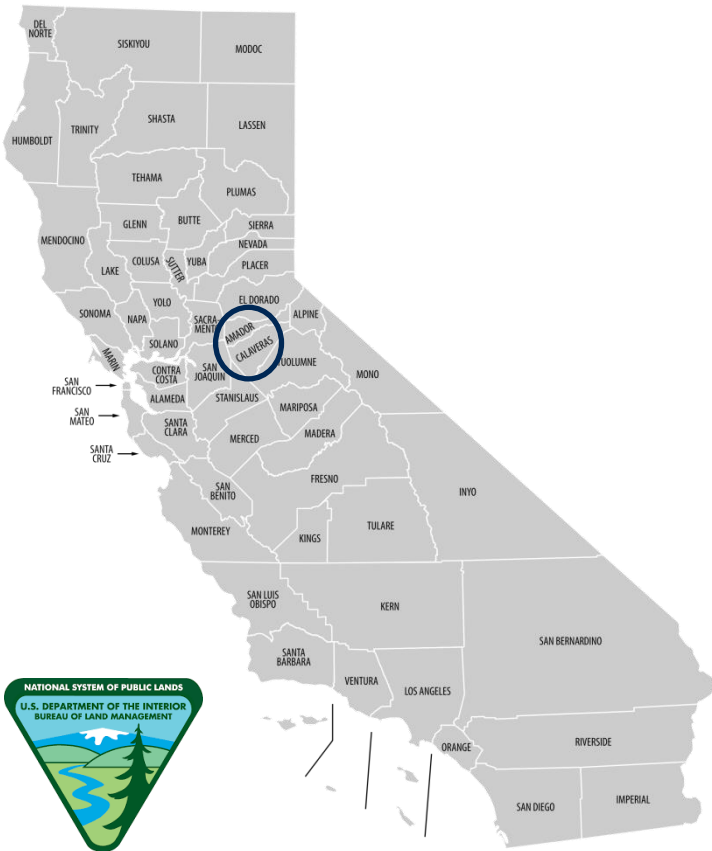 DEL
NORTE
SISKIYOU
MODOC
HUMBOLDT
TRINITY
SHASTA
LASSEN
TEHAMA
PLUMAS
MENDOCINO
GLENN
BUTTE
SIERRA
NEVADA
LAKE
COLUSA
SUTTER
YUBA
PLACER
SONOMA
NAPA
YOLO
EL DORADO
SACRA-
MENTO
ALPINE
AMADOR
CALAVERAS
SOLANO
MARIN
CONTRA
COSTA
SAN
JOAQUIN
TUOLUMNE
MONO
SAN
FRANCISCO
ALAMEDA
STANISLAUS
SAN
MATEO
SANTA
CLARA
MARIPOSA
MERCED
MADERA
SANTA
CRUZ
SAN
BENITO
FRESNO
INYO
MONTEREY
KINGS
TULARE
SAN LUIS
OBISPO
KERN
SAN BERNARDINO
SANTA
BARBARA
VENTURA
LOS ANGELES
ORANGE
RIVERSIDE
SAN DIEGO
IMPERIAL
NATIONAL SYSTEM OF PUBLIC LANDS
U.S. DEPARTMENT OF THE INTERIOR
BUREAU OF LAND MANAGEMENT